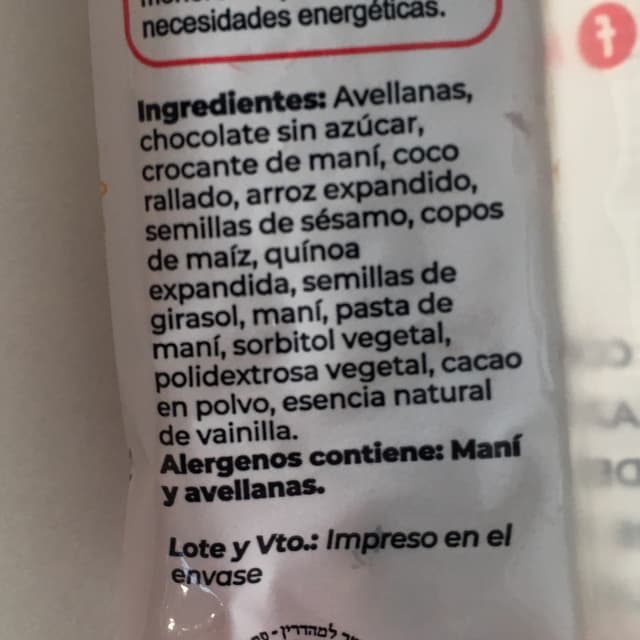 necesidades energéticas.
Ingredientes: Avellanas,
chocolate sin azúcar,
crocante de maní, coco
rallado, arroz expandido,
semillas de sésamo, copos
de maíz, quínoa
expandida, semillas de
girasol, maní, pasta de
maní, sorbitol vegetal,
polidextrosa vegetal, cacao
en polvo, esencia natural
de vainilla.
Alergenos contiene: Maní
y avellanas.
Lote y Vto.: Impreso en el
envase
למהדרין